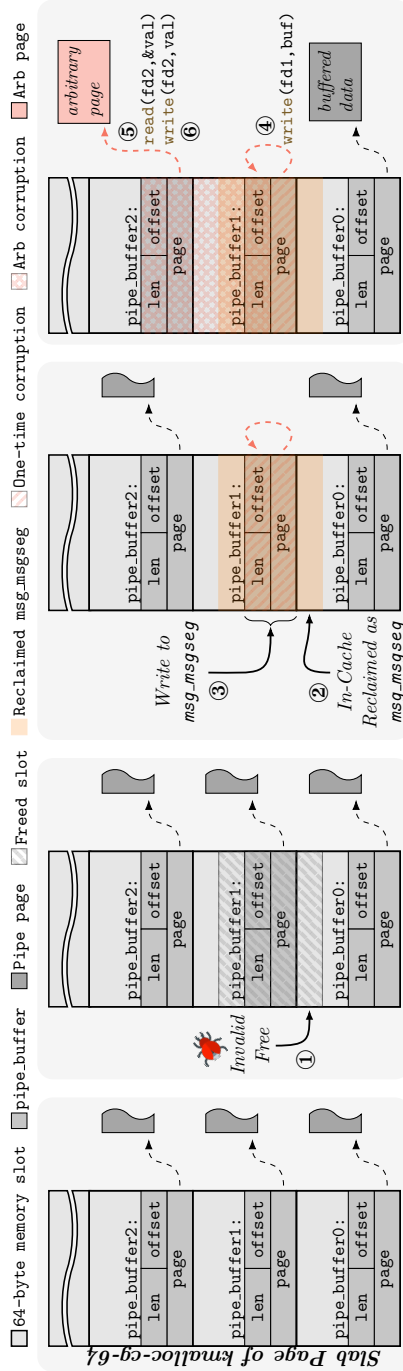 64-byte memory slot
pipe_buffer
Pipe page
Freed slot
Reclaimed msg_msgseg
One-time corruption
Arb corruption
Arb page
Slab Page of kmalloc-cg-64
pipe_buffer2:
len offset
page
pipe_buffer1:
len offset
page
pipe_buffer0:
len offset
page
Invalid
Free
①
pipe_buffer2:
len offset
page
pipe_buffer1:
len offset
page
pipe_buffer0:
len offset
page
Write to
msg_msgseg
③
②
In-Cache
Reclaimed as
msg_msgseg
pipe_buffer2:
len offset
page
pipe_buffer1:
len offset
page
pipe_buffer0:
len offset
page
pipe_buffer2:
len offset
page
pipe_buffer1:
len offset
page
pipe_buffer0:
len offset
page
arbitrary
page
⑤
read(fd2,&val)
write(fd2,val)
⑥
④
write(fd1,buf)
buffered
data